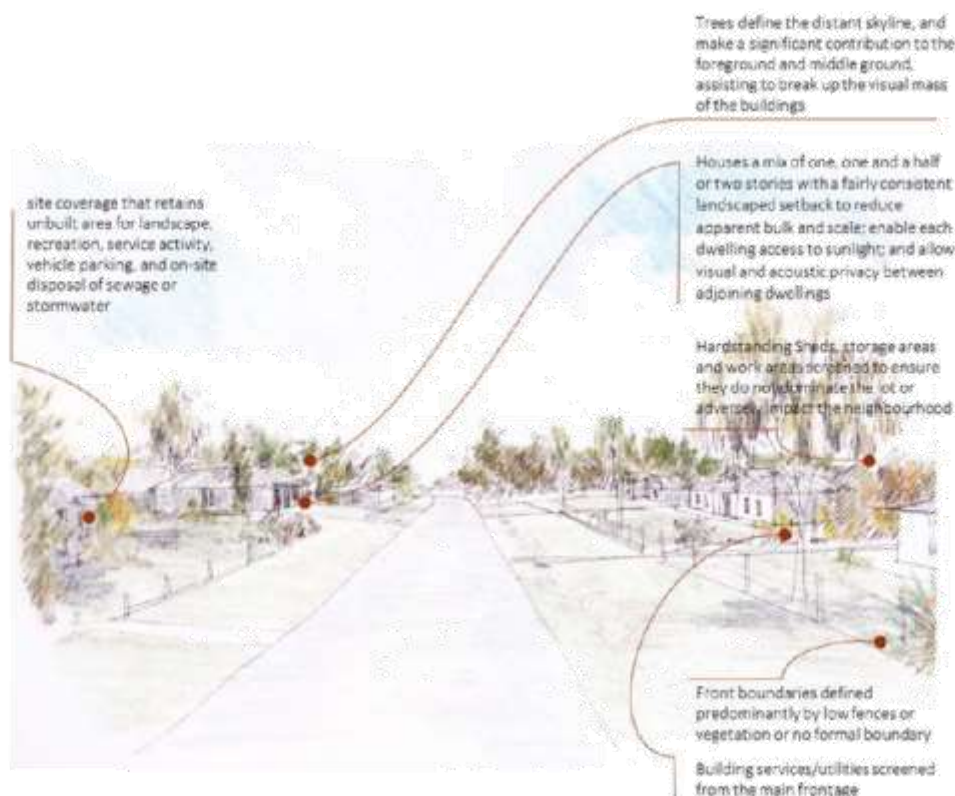 Trees define the distant skyline, and
make a significant contribution to the
foreground and middle ground,
assisting to break up the visual mass
of the buildings
Houses a mix of one, one and a half
or two stories with a fairly consistent
landscaped setback to reduce
apparent bulk and scale; enable each
dwelling access to sunlight; and allow
visual and acoustic privacy between
adjoining dwellings
site coverage that retains
unbuilt area for landscape,
recreation, service activity,
vehicle parking, and on-site
disposal of sewage or
stormwater
Hardstanding Sheds, storage areas
and work areas screened to ensure
they do not dominate the lot or
adversely impact the neighbourhood
Front boundaries defined
predominantly by low fences or
vegetation or no formal boundary
Building services/utilities screened
from the main frontage